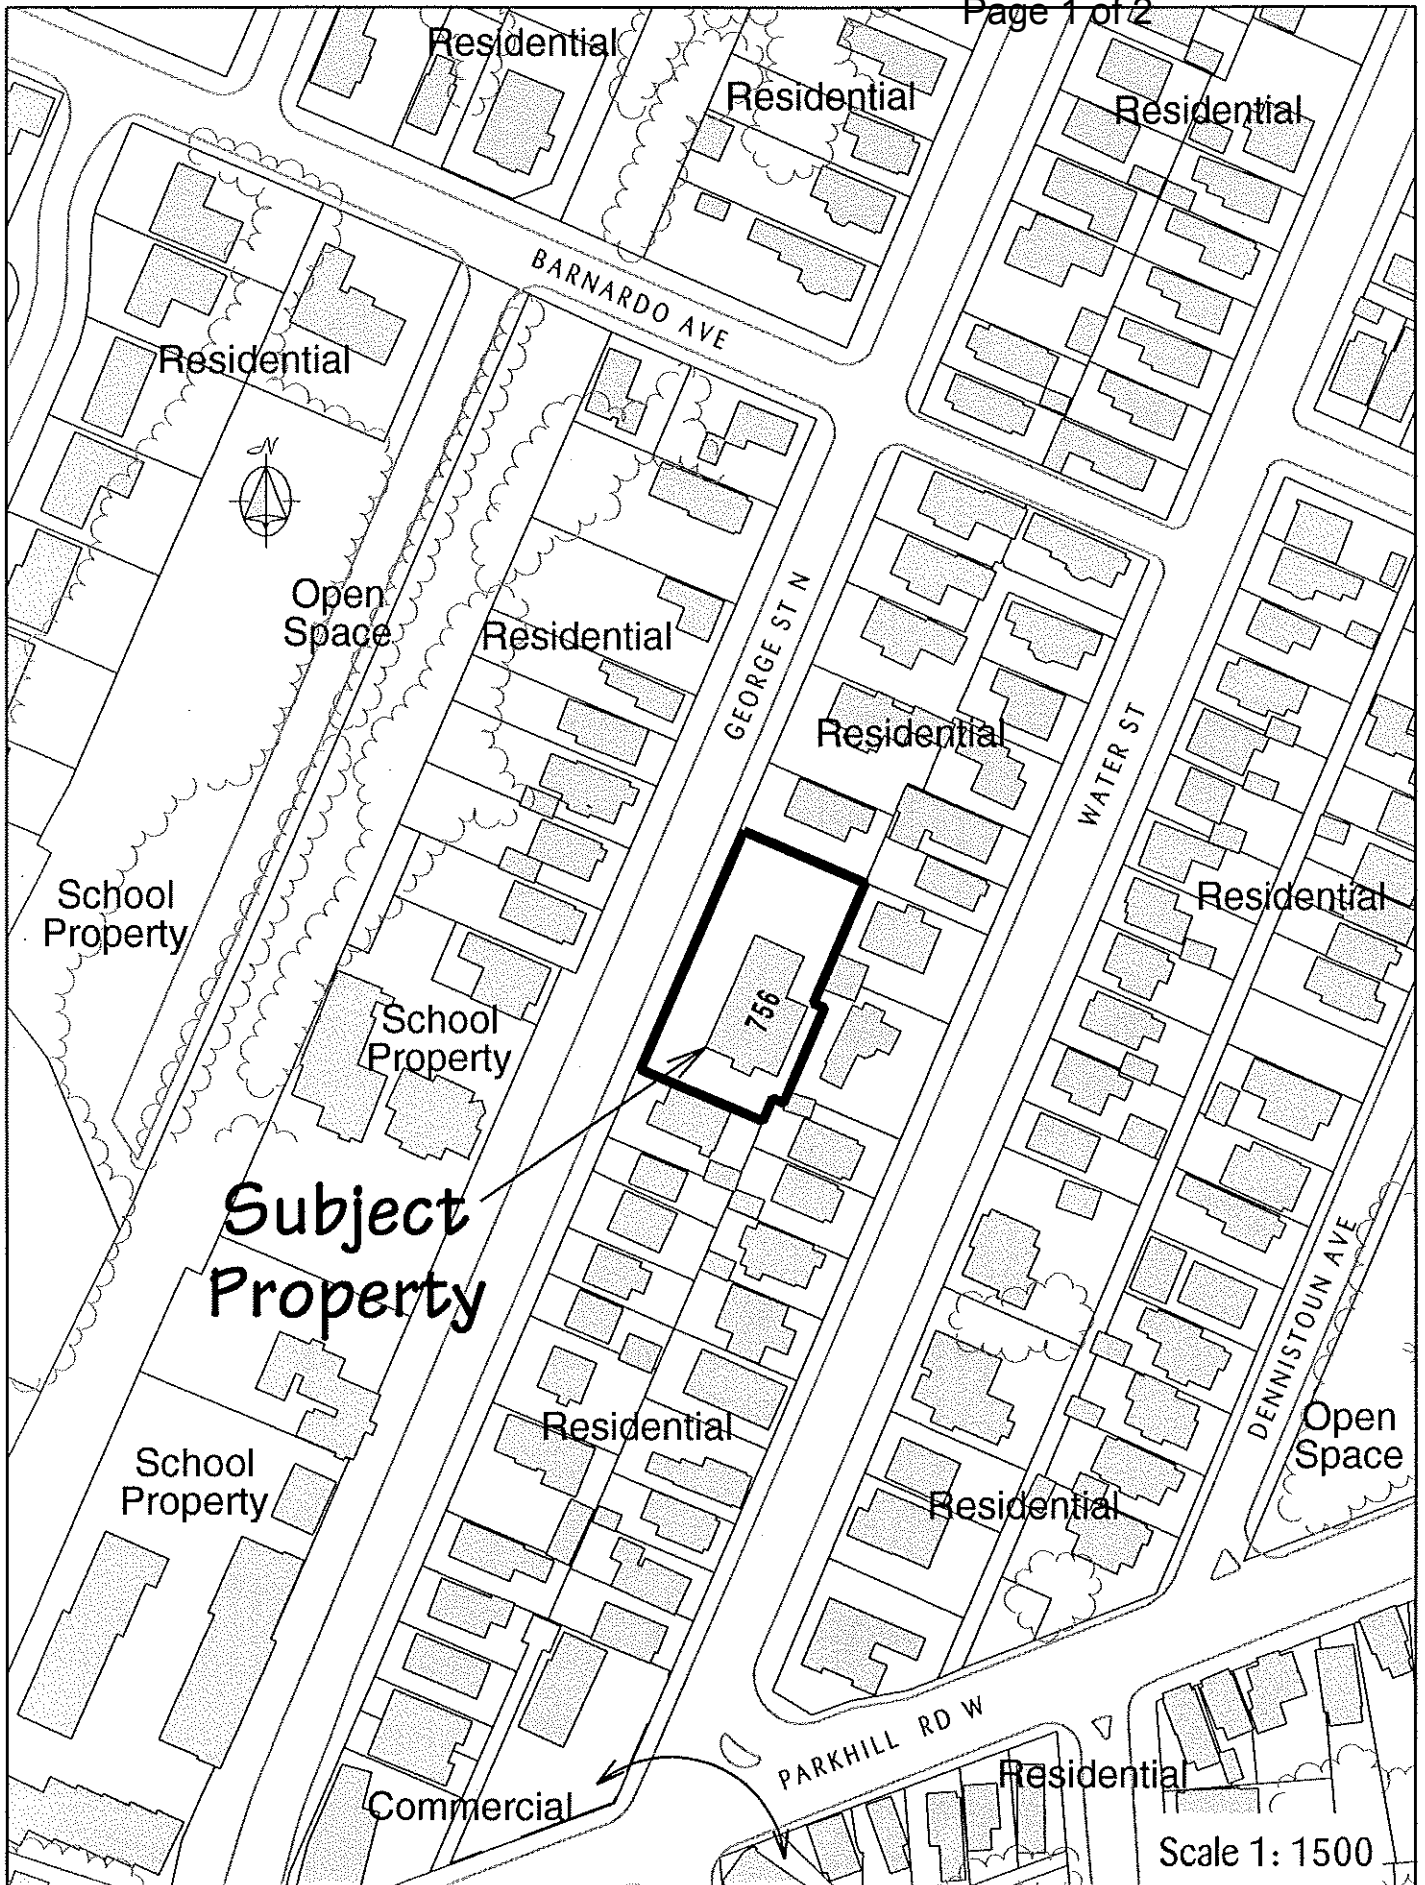 Page 1 of 2
Residential
Residential
Residential
BARNARDO AVE
Residential
N
Open
Space
Residential
GEORGE ST N
Residential
WATER ST
School
Property
Residential
756
School
Property
Subject
Property
DENNISTOUN AVE
Residential
Open
Space
School
Property
Residential
PARKHILL RD W
Residential
Commercial
Scale 1: 1500